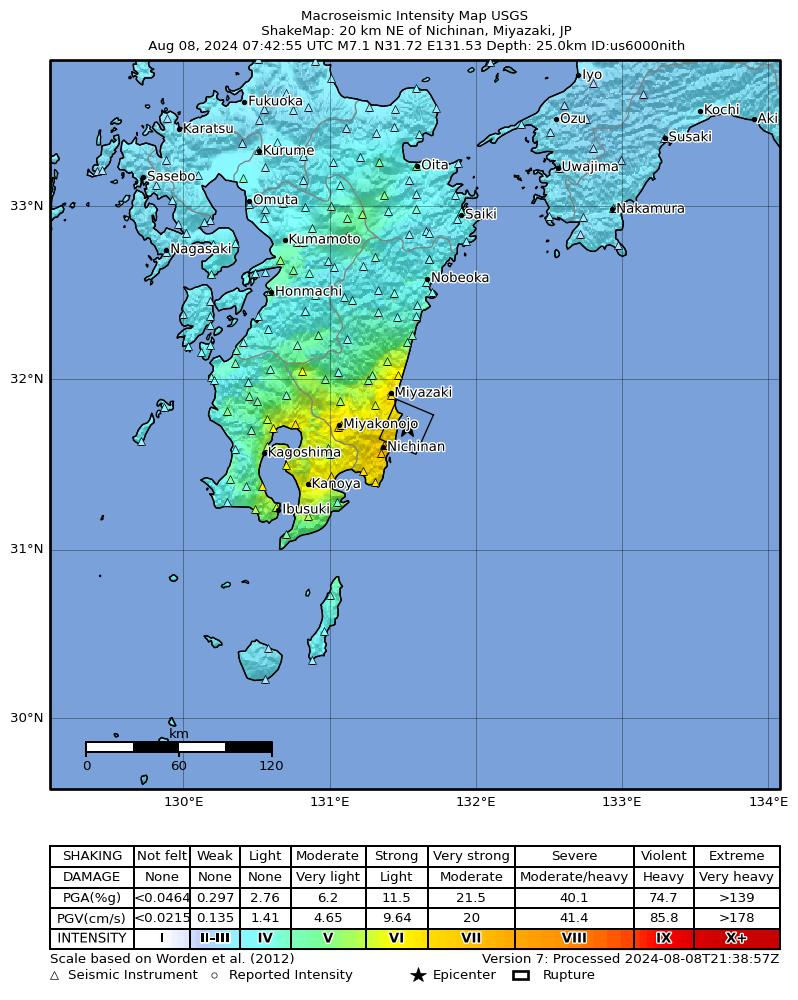 Macroseismic Intensity Map USGS
ShakeMap: 20 km NE of Nichinan, Miyazaki, JP
Aug 08, 2024 07:42:55 UTC M7.1 N31.72 E131.53 Depth: 25.0km ID:us6000nith
Iyo
Fukuoka
Kochi
Ozu
Aki
Karatsu
Susaki
Kurume
Oita
Uwajima
Sasebo
Omuta
33°N
Nakamura
Saiki
Kumamoto
Nagasaki
Nobeoka
Honmachi
32°N
Miyazaki
Miyakonojo
Nichinan
Kagoshima
Kanoya
Ibusuki
31°N
30°N
km
0 60 120
130°E 131°E 132°E 133°E 134°E
SHAKING Not felt Weak Light Moderate Strong Very strong Severe Violent Extreme
DAMAGE None None None Very light Light Moderate Moderate/heavy Heavy Very heavy
PGA(%g) <0.0464 0.297 2.76 6.2 11.5 21.5 40.1 74.7 >139
PGV(cm/s) <0.0215 0.135 1.41 4.65 9.64 20 41.4 85.8 >178
INTENSITY I II-III IV V VI VII VIII IX X+
Scale based on Worden et al. (2012) Version 7: Processed 2024-08-08T21:38:57Z
Seismic Instrument Reported Intensity Epicenter Rupture